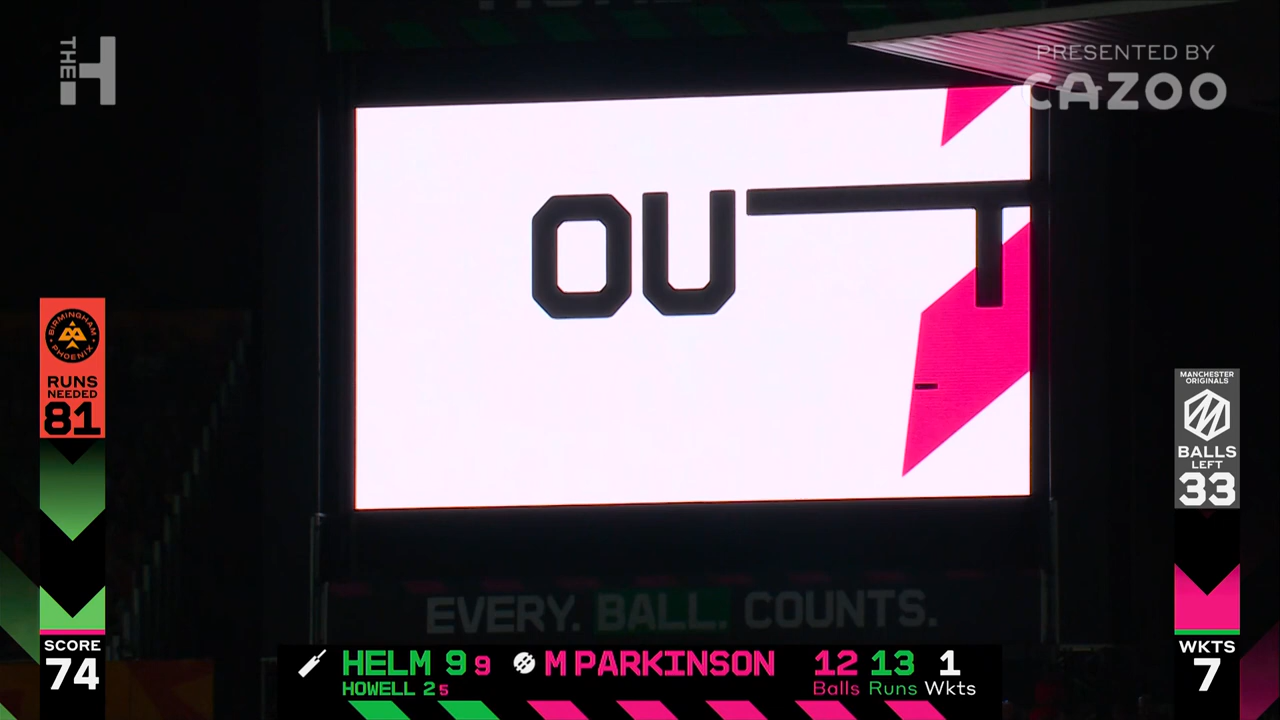 THE H
PRESENTED BY
CAZOO
OUT
BIRMINGHAM
PHOENIX
RUNS
NEEDED
81
SCORE
74
MANCHESTER
ORIGINALS
M
BALLS
LEFT
33
WKTS
7
EVERY. BALL. COUNTS.
HELM 9 9 M PARKINSON 12 13 1
HOWELL 2 5 Balls Runs Wkts